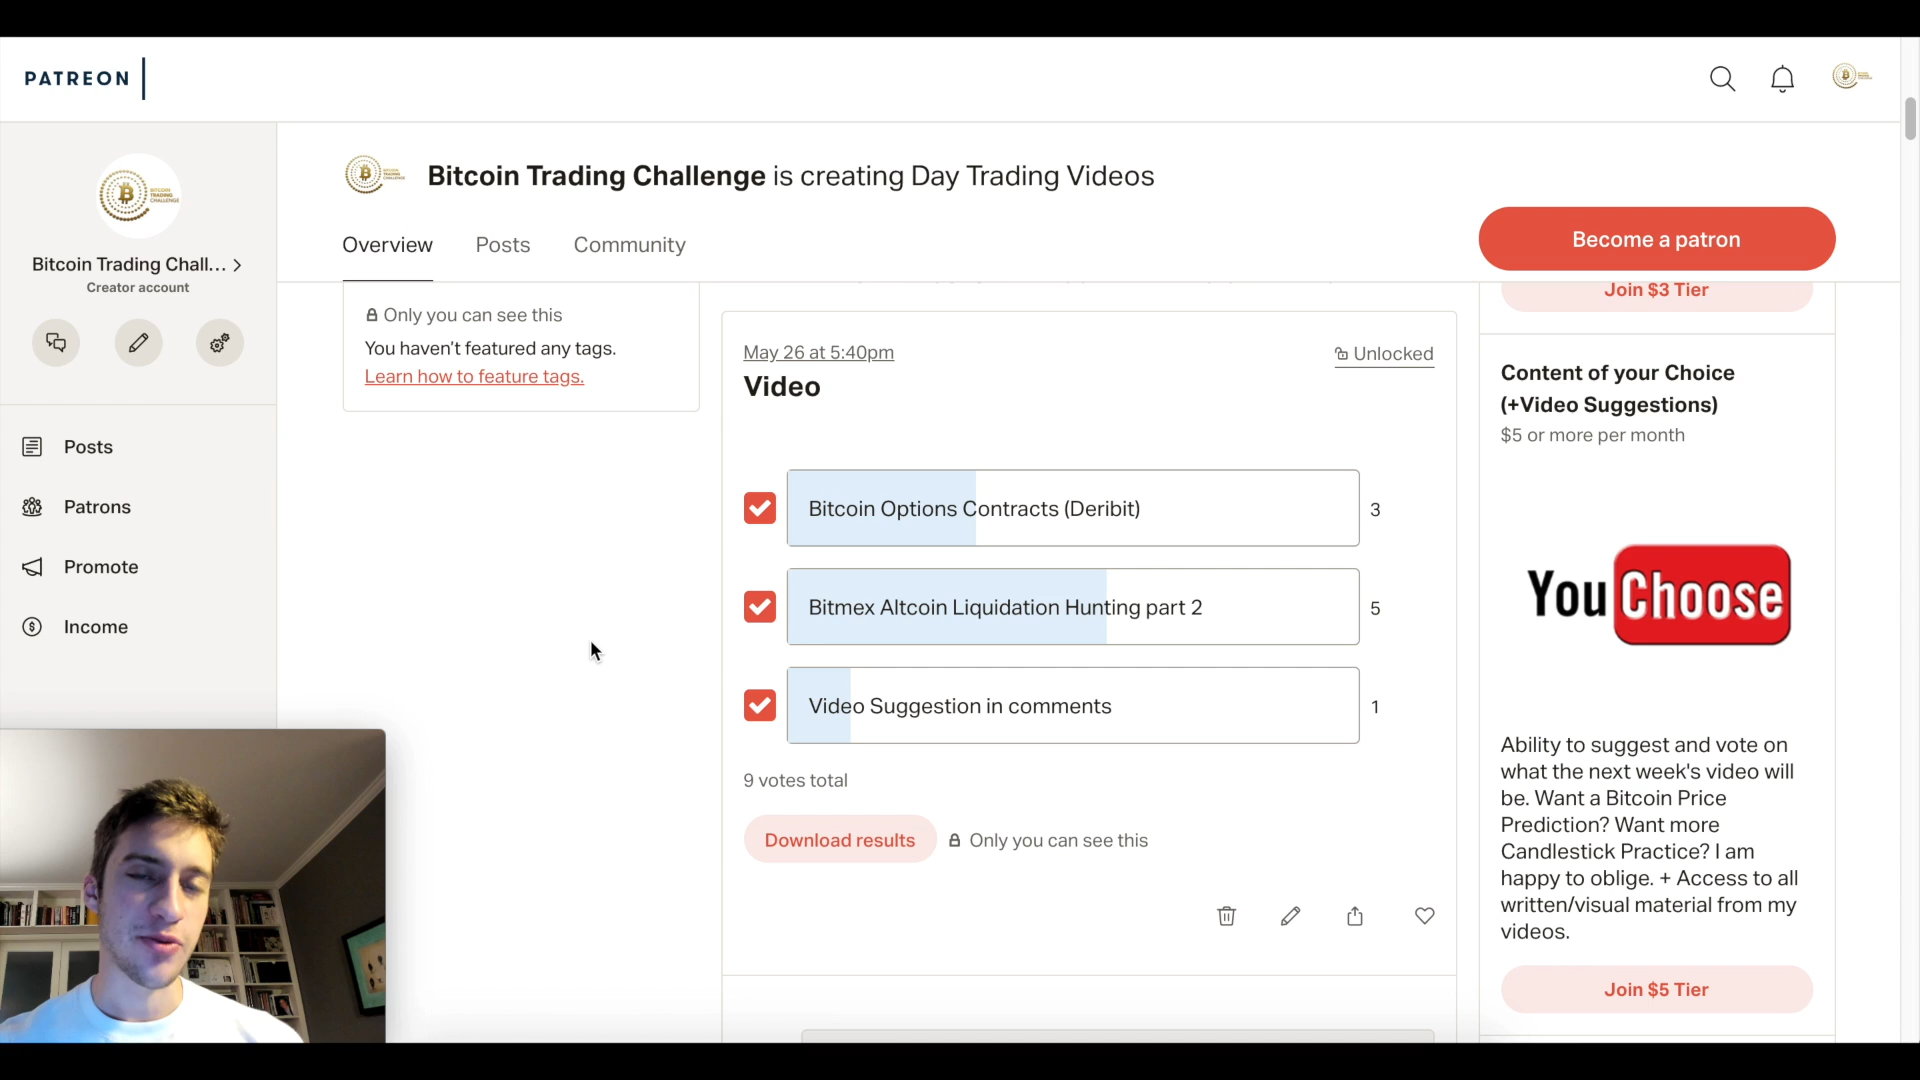 PATREON
Bitcoin Trading Chall...
Creator account
Posts
Patrons
Promote
Income
Bitcoin Trading Challenge is creating Day Trading Videos
Overview
Posts
Community
Become a patron
Only you can see this
You haven't featured any tags.
Learn how to feature tags.
May 26 at 5:40pm
Unlocked
Video
Bitcoin Options Contracts (Deribit)
3
Bitmex Altcoin Liquidation Hunting part 2
5
Video Suggestion in comments
1
9 votes total
Download results
Only you can see this
Join $3 Tier
Content of your Choice
(+Video Suggestions)
$5 or more per month
You Choose
Ability to suggest and vote on
what the next week's video will
be. Want a Bitcoin Price
Prediction? Want more
Candlestick Practice? I am
happy to oblige. + Access to all
written/visual material from my
videos.
Join $5 Tier